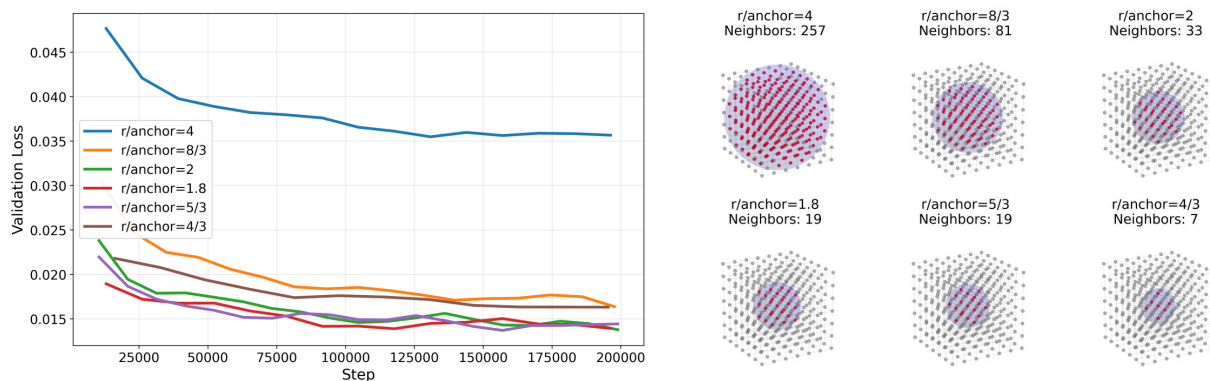 Validation Loss
0.045
0.040
0.035
0.030
0.025
0.020
0.015
r/anchor=4
r/anchor=8/3
r/anchor=2
r/anchor=1.8
r/anchor=5/3
r/anchor=4/3
25000 50000 75000 100000 125000 150000 175000 200000
Step
r/anchor=4
Neighbors: 257
r/anchor=8/3
Neighbors: 81
r/anchor=2
Neighbors: 33
r/anchor=1.8
Neighbors: 19
r/anchor=5/3
Neighbors: 19
r/anchor=4/3
Neighbors: 7